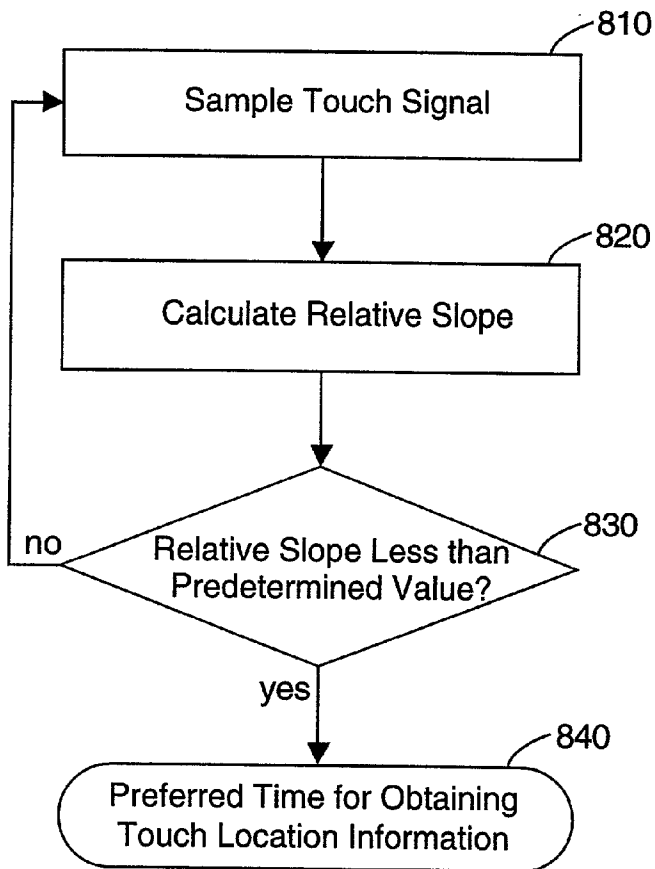 810
Sample Touch Signal
820
Calculate Relative Slope
830
no
Relative Slope Less than
Predetermined Value?
yes
840
Preferred Time for Obtaining
Touch Location Information